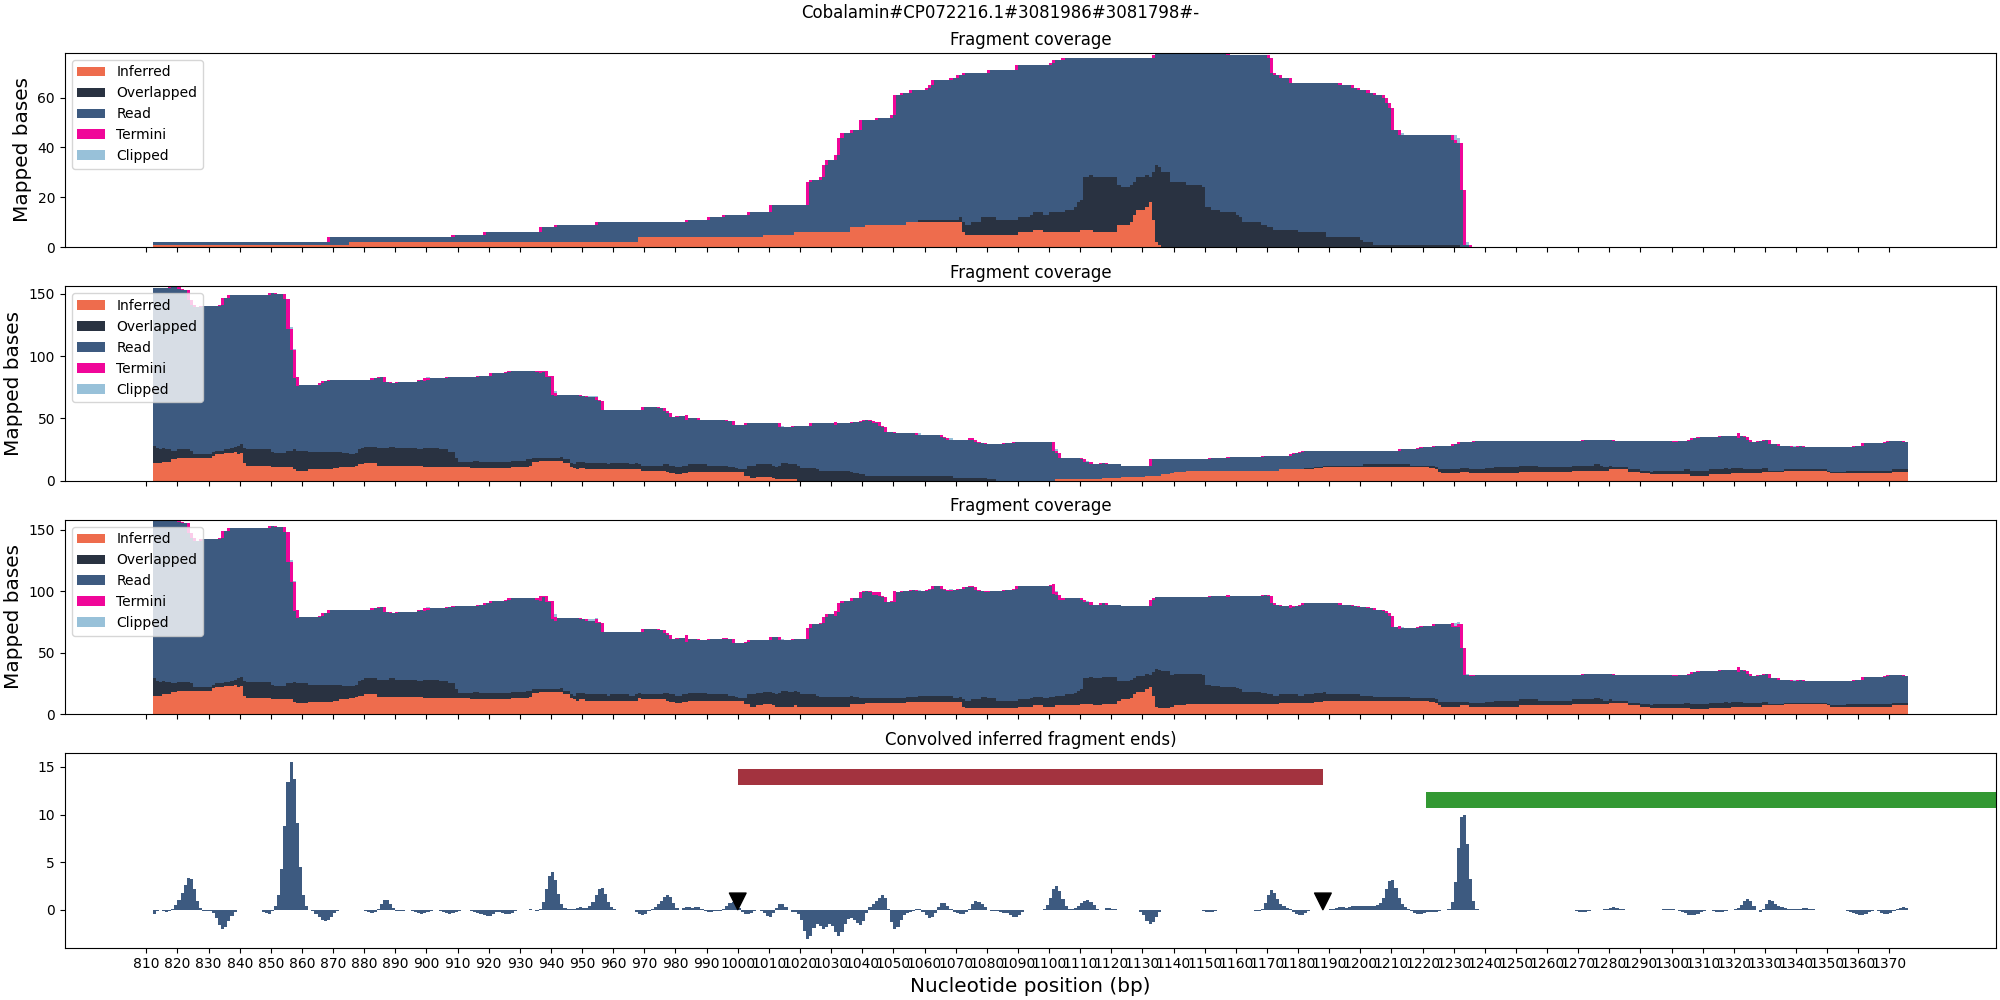 Cobalamin#CP072216.1#3081986#3081798#-
Fragment coverage
Mapped bases
60
40
20
0
Inferred
Overlapped
Read
Termini
Clipped
Fragment coverage
Mapped bases
150
100
50
0
Inferred
Overlapped
Read
Termini
Clipped
Fragment coverage
Mapped bases
150
100
50
0
Inferred
Overlapped
Read
Termini
Clipped
Convolved inferred fragment ends)
15
10
5
0
810 820 830 840 850 860 870 880 890 900 910 920 930 940 950 960 970 980 990 1000 1010 1020 1030 1040 1050 1060 1070 1080 1090 1100 1110 1120 1130 1140 1150 1160 1170 1180 1190 1200 1210 1220 1230 1240 1250 1260 1270 1280 1290 1300 1310 1320 1330 1340 1350 1360 1370
Nucleotide position (bp)